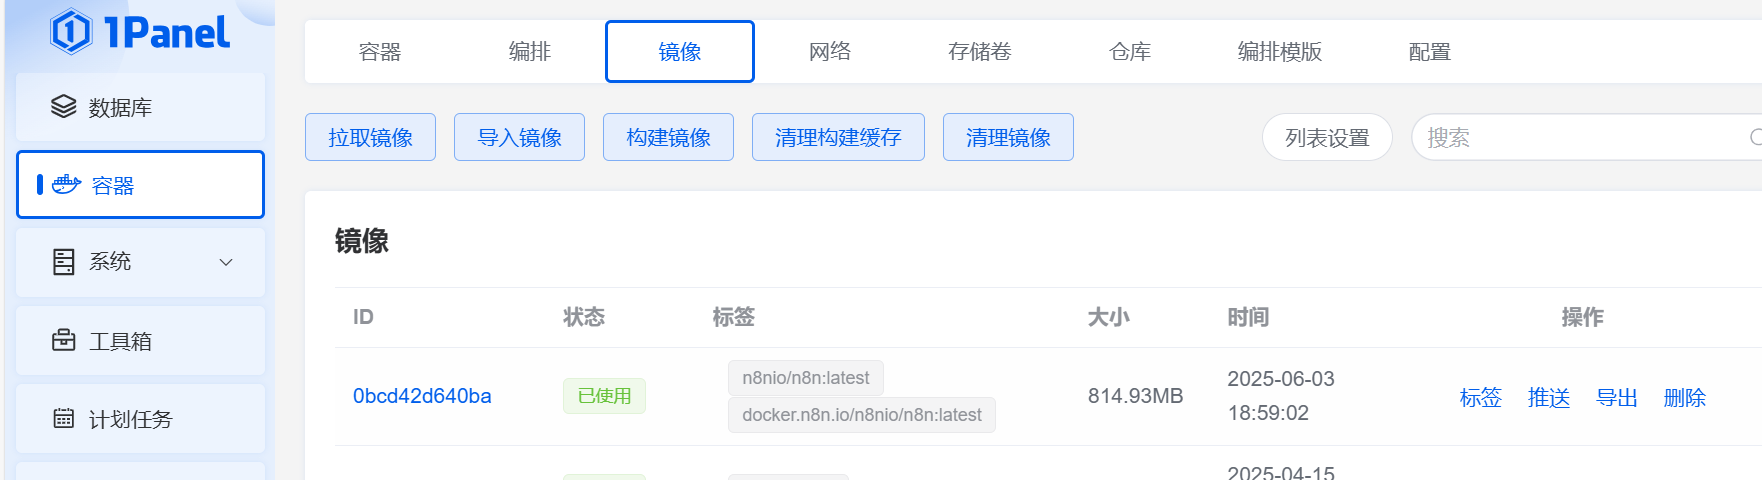 1Panel
数据库
容器
系统
工具箱
计划任务
容器 编排 镜像 网络 存储卷 仓库 编排模版 配置
拉取镜像 导入镜像 构建镜像 清理构建缓存 清理镜像 列表设置 搜索
镜像
ID 状态 标签 大小 时间 操作
0bcd42d640ba 已使用 n8nio/n8n:latest 814.93MB 2025-06-03 标签 推送 导出 删除
docker.n8n.io/n8nio/n8n:latest 18:59:02
2025-04-15